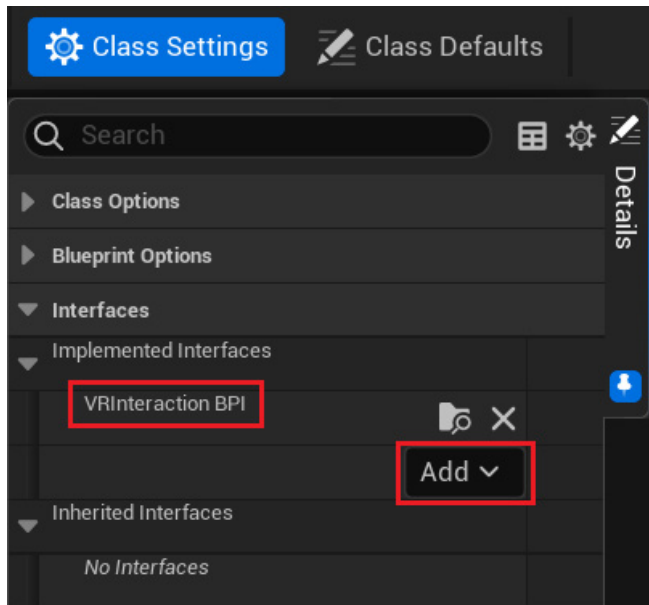 Class Settings
Class Defaults
Search
Details
Class Options
Blueprint Options
Interfaces
Implemented Interfaces
VRInteraction BPI
Add
Inherited Interfaces
No Interfaces